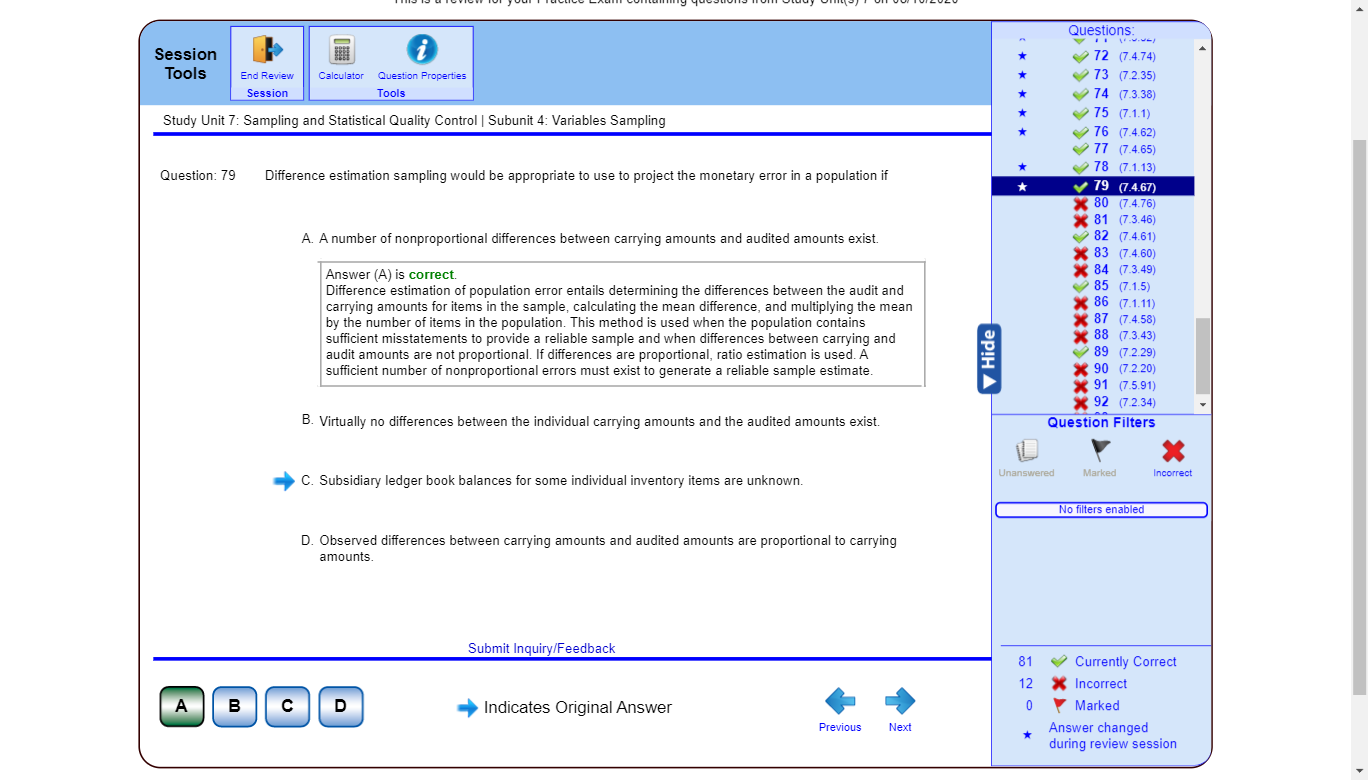 This is a review for your Practice Exam containing questions from Study Unit(s) 7 on
Session
Tools
End Review
Session
Calculator
Question Properties
Tools
Study Unit 7: Sampling and Statistical Quality Control | Subunit 4: Variables Sampling
Question: 79
Difference estimation sampling would be appropriate to use to project the monetary error in a population if
A. A number of nonproportional differences between carrying amounts and audited amounts exist.
Answer (A) is correct.
Difference estimation of population error entails determining the differences between the audit and
carrying amounts for items in the sample, calculating the mean difference, and multiplying the mean
by the number of items in the population. This method is used when the population contains
sufficient misstatements to provide a reliable sample and when differences between carrying and
audit amounts are not proportional. If differences are proportional, ratio estimation is used. A
sufficient number of nonproportional errors must exist to generate a reliable sample estimate.
B. Virtually no differences between the individual carrying amounts and the audited amounts exist.
C. Subsidiary ledger book balances for some individual inventory items are unknown.
D. Observed differences between carrying amounts and audited amounts are proportional to carrying
amounts.
Submit Inquiry/Feedback
A
B
C
D
Indicates Original Answer
Previous
Next
Hide
Questions:
72 (7.4.74)
73 (7.2.35)
74 (7.3.38)
75 (7.1.1)
76 (7.4.62)
77 (7.4.65)
78 (7.1.13)
79 (7.4.67)
80 (7.4.76)
81 (7.3.46)
82 (7.4.61)
83 (7.4.60)
84 (7.3.49)
85 (7.1.5)
86 (7.1.11)
87 (7.4.58)
88 (7.3.43)
89 (7.2.29)
90 (7.2.20)
91 (7.5.91)
92 (7.2.34)
Question Filters
Unanswered
Marked
Incorrect
No filters enabled
81 Currently Correct
12 Incorrect
0 Marked
Answer changed
during review session